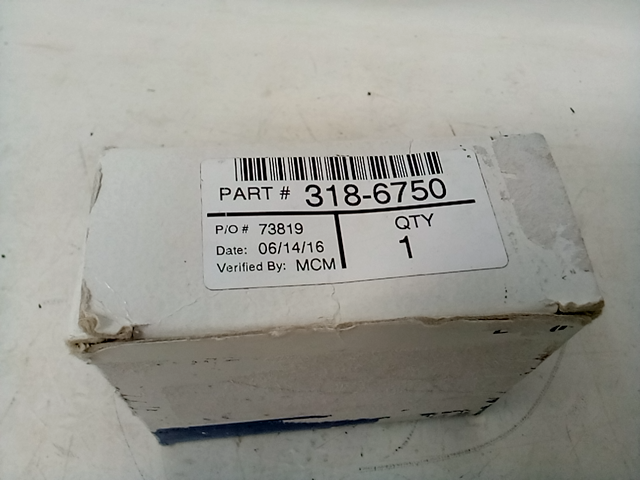 PART # 318-6750
P/O # 73819
Date: 06/14/16
Verified By: MCM
QTY
1